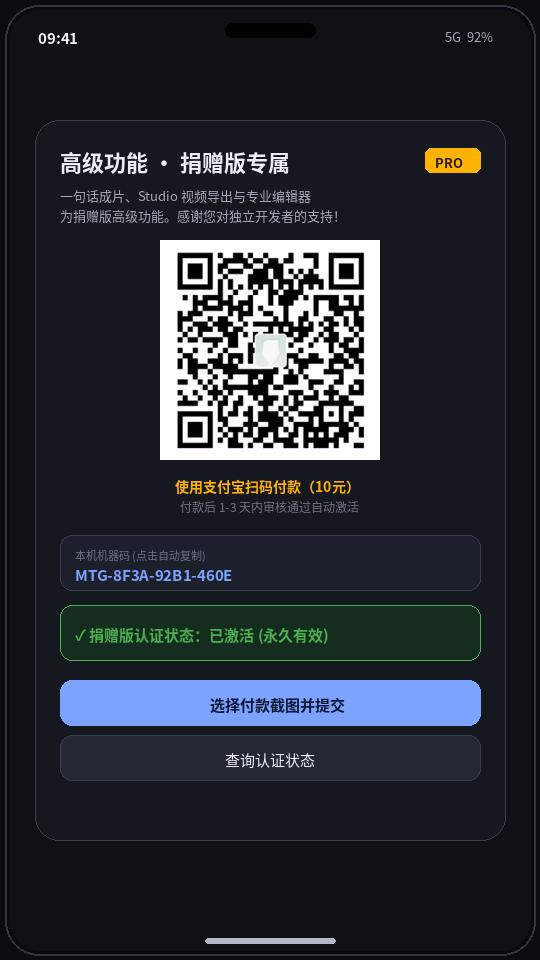 09:41
5G 92%
高级功能 · 捐赠版专属
PRO
一句话成片、Studio 视频导出与专业编辑器
为捐赠版高级功能。感谢您对独立开发者的支持！
使用支付宝扫码付款（10元）
付款后 1-3 天内审核通过自动激活
本机机器码 (点击自动复制)
MTG-8F3A-92B1-460E
✓ 捐赠版认证状态：已激活 (永久有效)
选择付款截图并提交
查询认证状态